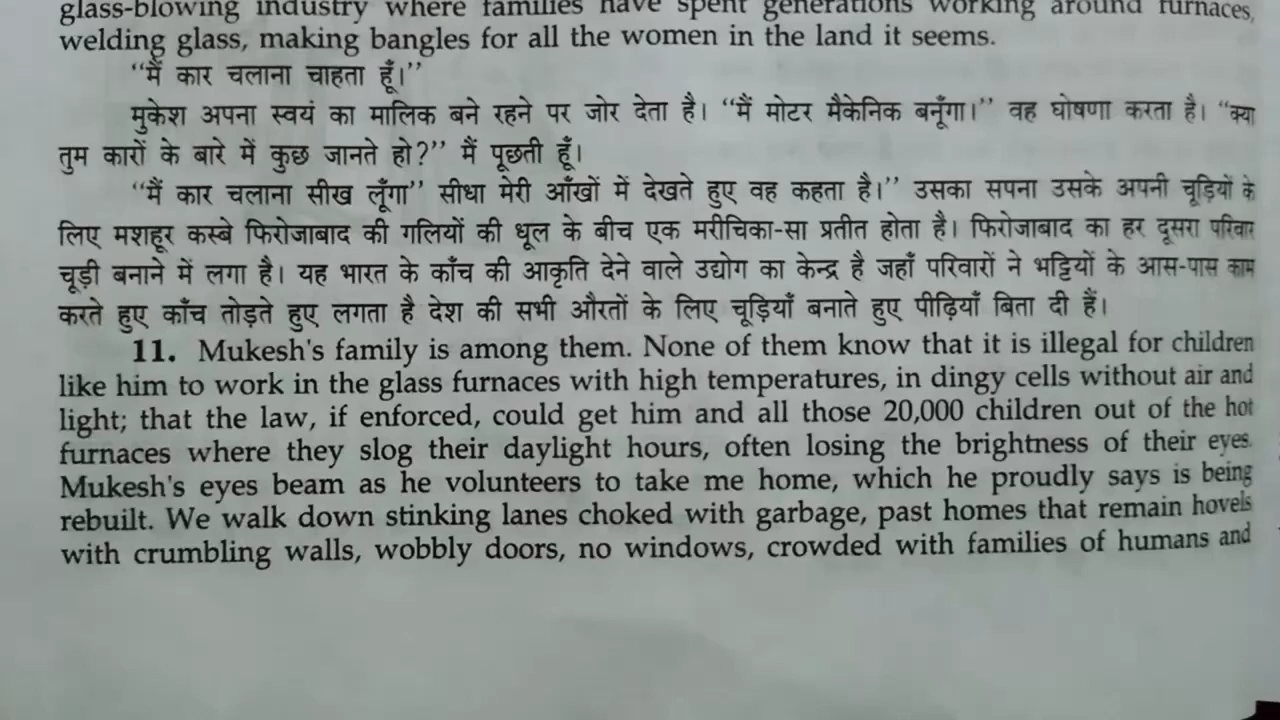 glass-blowing industry where families have spent generations working around furnaces,
welding glass, making bangles for all the women in the land it seems.
“मैं कार चलाना चाहता हूँ।”
मुकेश अपना स्वयं का मालिक बने रहने पर जोर देता है। “मैं मोटर मैकेनिक बनूँगा।” वह घोषणा करता है। “क्या
तुम कारों के बारे में कुछ जानते हो?” मैं पूछती हूँ।
“मैं कार चलाना सीख लूँगा” सीधा मेरी आँखों में देखते हुए वह कहता है।” उसका सपना उसके अपनी चूड़ियों के
लिए मशहूर कस्बे फिरोजाबाद की गलियों की धूल के बीच एक मरीचिका-सा प्रतीत होता है। फिरोजाबाद का हर दूसरा परिवार
चूड़ी बनाने में लगा है। यह भारत के काँच की आकृति देने वाले उद्योग का केन्द्र है जहाँ परिवारों ने भट्टियों के आस-पास काम
करते हुए काँच तोड़ते हुए लगता है देश की सभी औरतों के लिए चूड़ियाँ बनाते हुए पीढ़ियाँ बिता दी हैं।
11. Mukesh's family is among them. None of them know that it is illegal for children
like him to work in the glass furnaces with high temperatures, in dingy cells without air and
light; that the law, if enforced, could get him and all those 20,000 children out of the hot
furnaces where they slog their daylight hours, often losing the brightness of their eyes.
Mukesh's eyes beam as he volunteers to take me home, which he proudly says is being
rebuilt. We walk down stinking lanes choked with garbage, past homes that remain hovels
with crumbling walls, wobbly doors, no windows, crowded with families of humans and